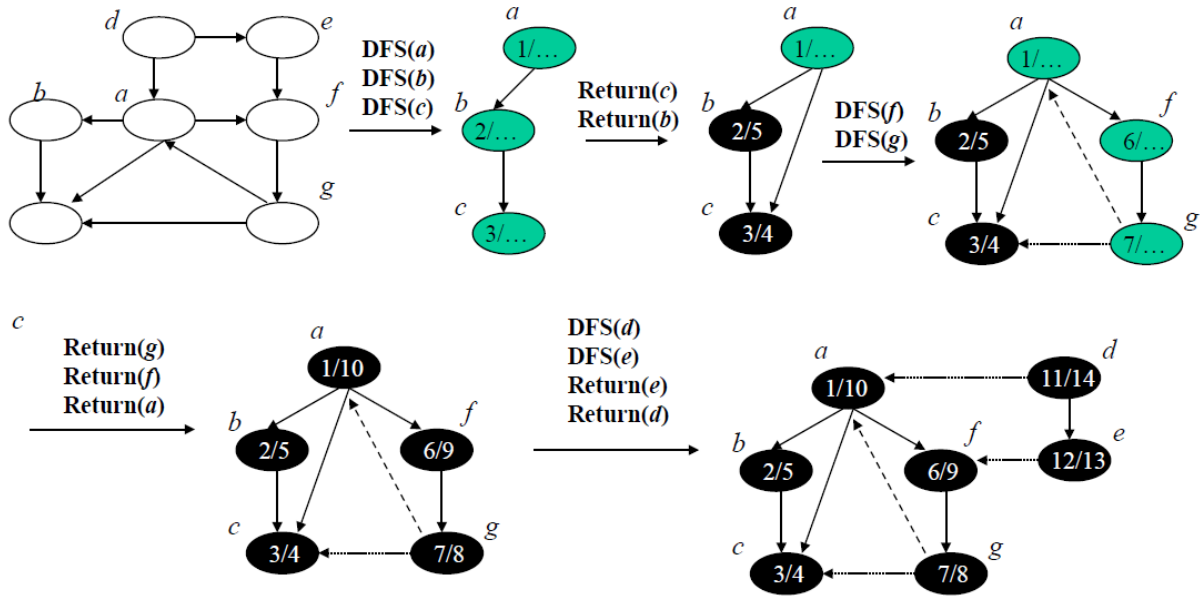 d
e
b
a
f
g
DFS(a)
DFS(b)
DFS(c)
a
1/…
b
2/…
c
3/…
Return(c)
Return(b)
a
1/…
b
2/5
c
3/4
DFS(f)
DFS(g)
a
1/…
b
2/5
f
6/…
c
3/4
g
7/…
c
Return(g)
Return(f)
Return(a)
a
1/10
b
2/5
f
6/9
c
3/4
7/8
g
DFS(d)
DFS(e)
Return(e)
Return(d)
a
1/10
d
11/14
b
2/5
f
6/9
e
12/13
c
3/4
g
7/8